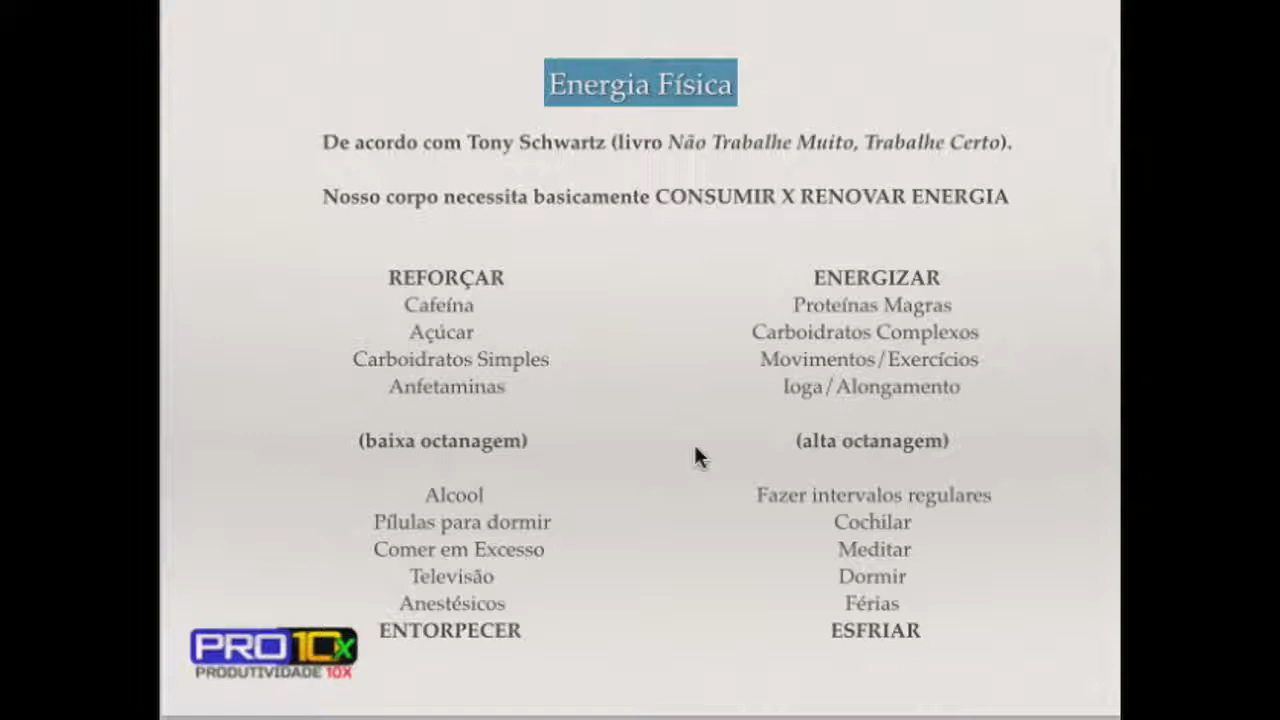 Energia Física
De acordo com Tony Schwartz (livro Não Trabalhe Muito, Trabalhe Certo).
Nosso corpo necessita basicamente CONSUMIR X RENOVAR ENERGIA
REFORÇAR
Cafeína
Açúcar
Carboidratos Simples
Anfetaminas
(baixa octanagem)
Alcool
Pílulas para dormir
Comer em Excesso
Televisão
Anestésicos
ENTORPECER
ENERGIZAR
Proteínas Magras
Carboidratos Complexos
Movimentos/Exercícios
Ioga/Alongamento
(alta octanagem)
Fazer intervalos regulares
Cochilar
Meditar
Dormir
Férias
ESFRIAR
PRO10x
PRODUTIVIDADE 10X